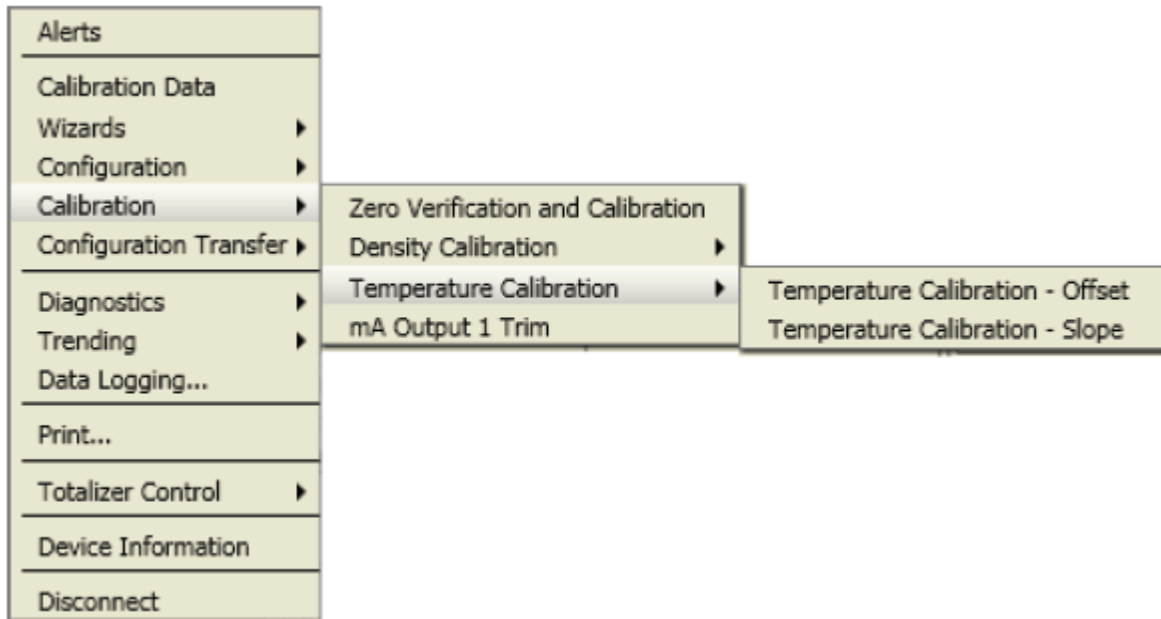 Alerts
Calibration Data
Wizards
Configuration
Calibration
Configuration Transfer
Diagnostics
Trending
Data Logging...
Print...
Totalizer Control
Device Information
Disconnect
Zero Verification and Calibration
Density Calibration
Temperature Calibration
mA Output 1 Trim
Temperature Calibration - Offset
Temperature Calibration - Slope